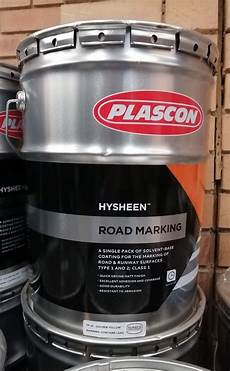 PLASCON
HYSHEEN™
ROAD MARKING
A SINGLE PACK OF SOLVENT-BASE
COATING FOR THE MARKING OF
ROAD & RUNWAY SURFACES
TYPE 1 AND 2; CLASS 1
- QUICK DRYING MATT FINISH
- EXCELLENT ADHESION AND COVERAGE
- GOOD DURABILITY
- RESISTANT TO ABRASION